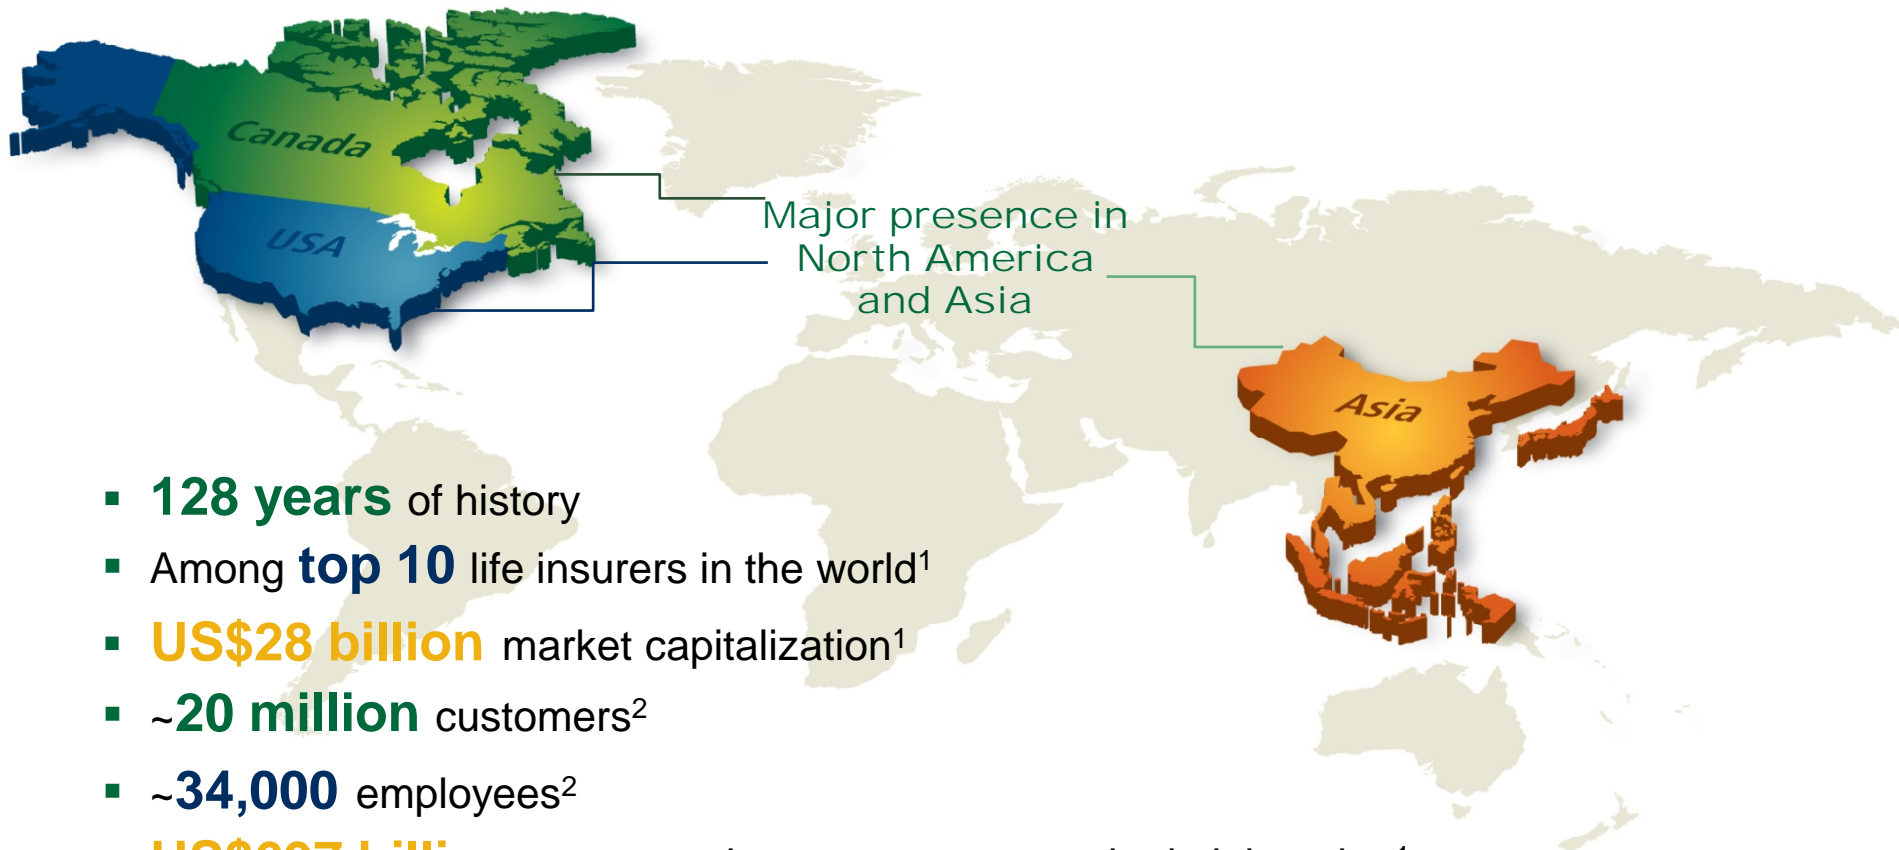 Canada
USA
Major presence in
North America
and Asia
Asia
▪ 128 years of history
▪ Among top 10 life insurers in the world¹
▪ US$28 billion market capitalization¹
▪ ~20 million customers²
▪ ~34,000 employees²